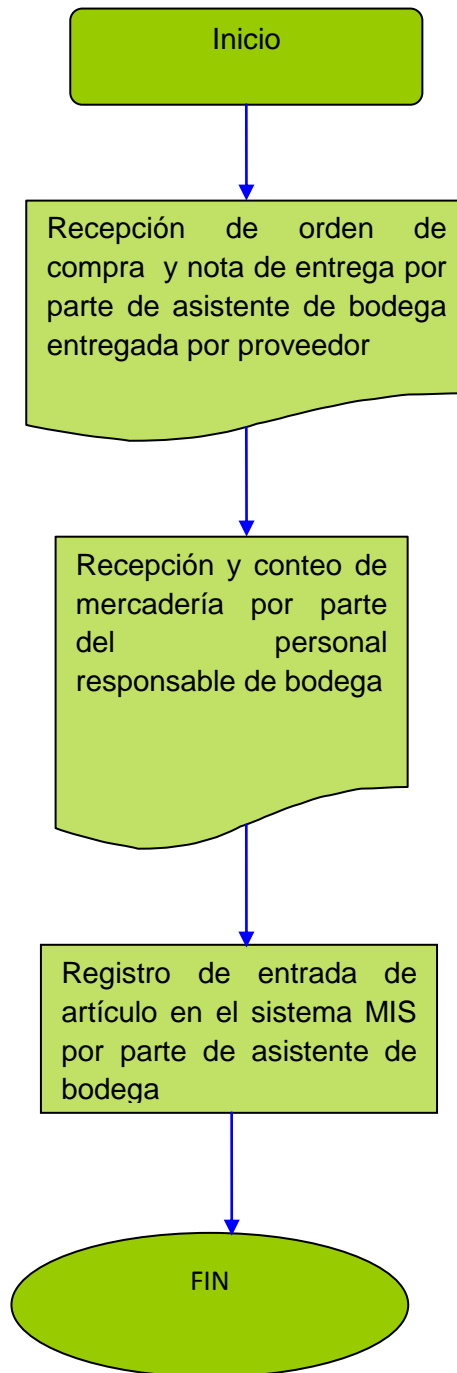 Inicio
Recepción de orden de
compra y nota de entrega por
parte de asistente de bodega
entregada por proveedor
Recepción y conteo de
mercadería por parte
del personal
responsable de bodega
Registro de entrada de
artículo en el sistema MIS
por parte de asistente de
bodega
FIN